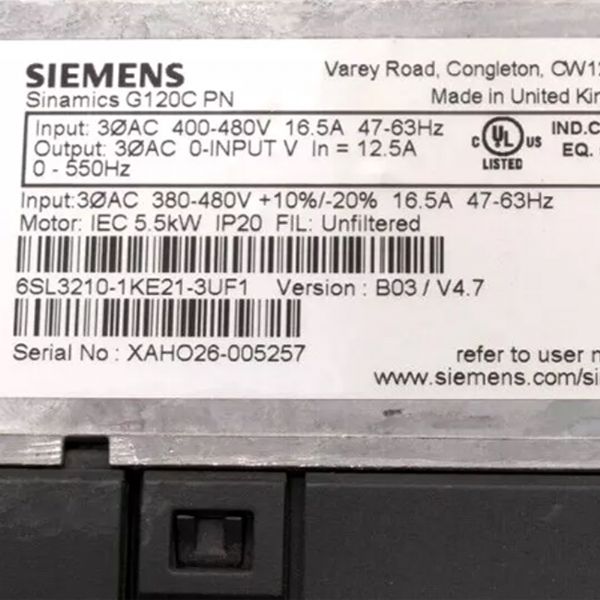 SIEMENS
Sinamics G120C PN
Varey Road, Congleton,
Made in United
Input: 3ØAC 400-480V 16.5A 47-63Hz
Output: 3ØAC 0-INPUT V In = 12.5A
0 - 550Hz
c UL US
LISTED
IND.C
EQ.
Input:3ØAC 380-480V +10%/-20% 16.5A 47-63Hz
Motor: IEC 5.5kW IP20 FIL: Unfiltered
6SL3210-1KE21-3UF1 Version : B03 / V4.7
Serial No : XAHO26-005257
refer to user
www.siemens.com/si